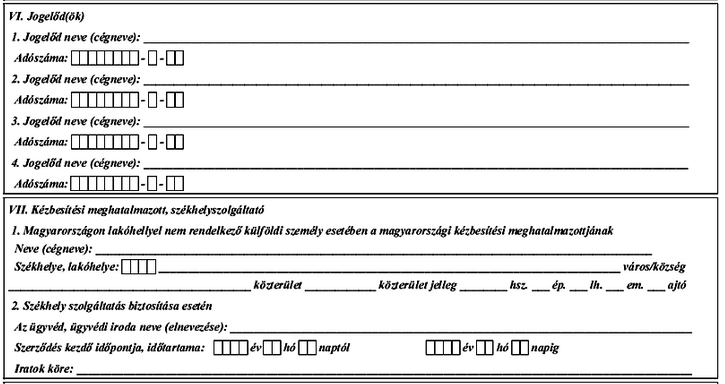 VI. Jogelőd(ök)
1. Jogelőd neve (cégneve):
Adószáma: - -
2. Jogelőd neve (cégneve):
Adószáma: - -
3. Jogelőd neve (cégneve):
Adószáma: - -
4. Jogelőd neve (cégneve):
Adószáma: - -
VII. Kézbesítési meghatalmazott, székhelyszolgáltató
1. Magyarországon lakóhellyel nem rendelkező külföldi személy esetében a magyarországi kézbesítési meghatalmazottjának
Neve (cégneve):
Székhelye, lakóhelye: város/község
közterület közterület jelleg hsz. ép. lh. em. ajtó
2. Székhely szolgáltatás biztosítása esetén
Az ügyvéd, ügyvédi iroda neve (elnevezése):
Szerződés kezdő időpontja, időtartama: év hó naptól év hó napig
Iratok köre: